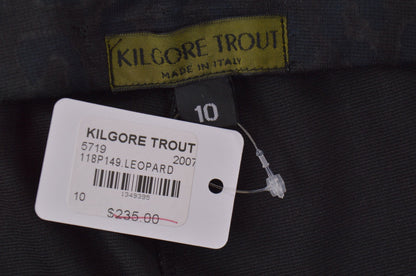 KILGORE TROUT
MADE IN ITALY
10
KILGORE TROUT
5719 2007
118P149.LEOPARD
1349395
10 $235.00